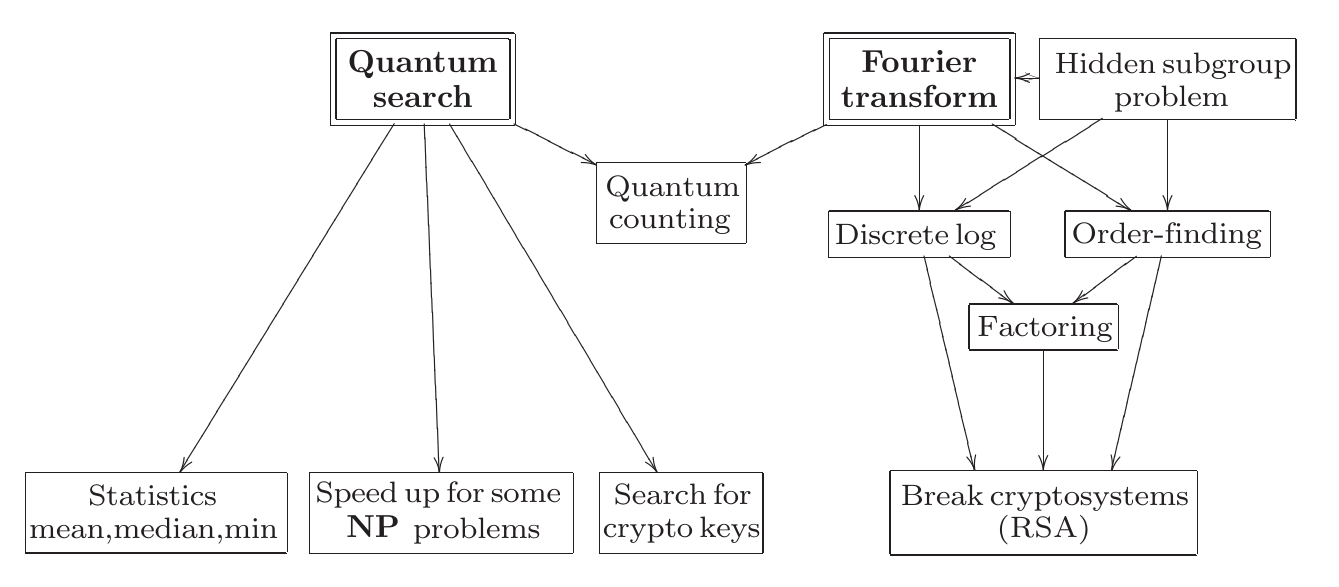 Quantum
search
Fourier
transform
Hidden subgroup
problem
Quantum
counting
Discrete log
Order-finding
Factoring
Statistics
mean,median,min
Speed up for some
NP problems
Search for
crypto keys
Break cryptosystems
(RSA)